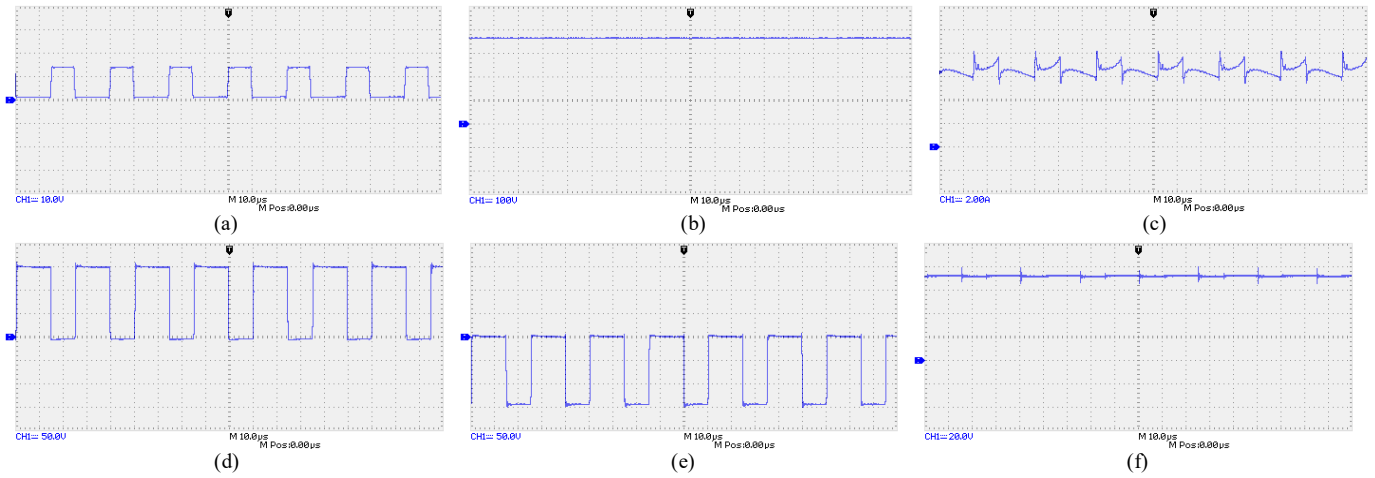 T
T
T
CH1 10.0V M 10.0µs
M Pos:0.00µs
CH1 100V M 10.0µs
M Pos:0.00µs
CH1 2.00A M 10.0µs
M Pos:0.00µs
(a)
(b)
(c)
T
T
T
CH1 50.0V M 10.0µs
M Pos:0.00µs
CH1 50.0V M 10.0µs
M Pos:0.00µs
CH1 20.0V M 10.0µs
M Pos:0.00µs
(d)
(e)
(f)